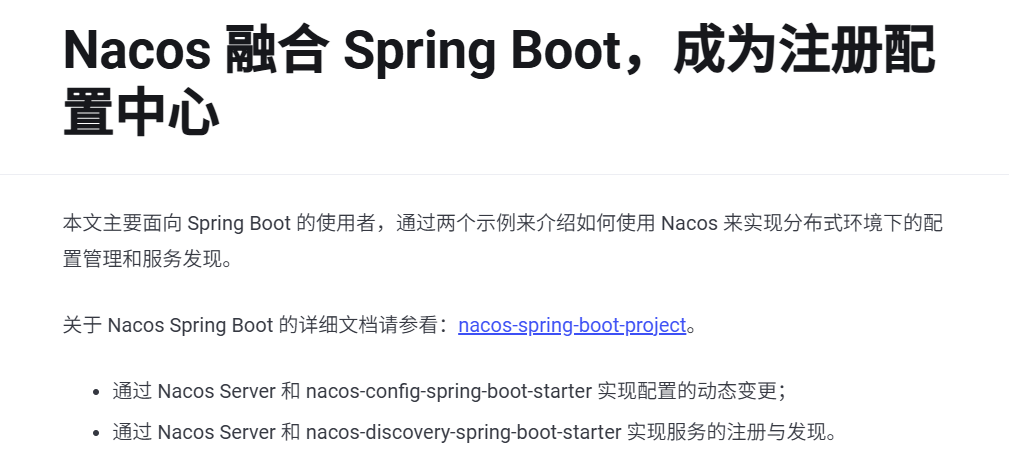 Nacos 融合 Spring Boot，成为注册配
置中心
本文主要面向 Spring Boot 的使用者，通过两个示例来介绍如何使用 Nacos 来实现分布式环境下的配
置管理和服务发现。
关于 Nacos Spring Boot 的详细文档请参看：nacos-spring-boot-project。
• 通过 Nacos Server 和 nacos-config-spring-boot-starter 实现配置的动态变更；
• 通过 Nacos Server 和 nacos-discovery-spring-boot-starter 实现服务的注册与发现。